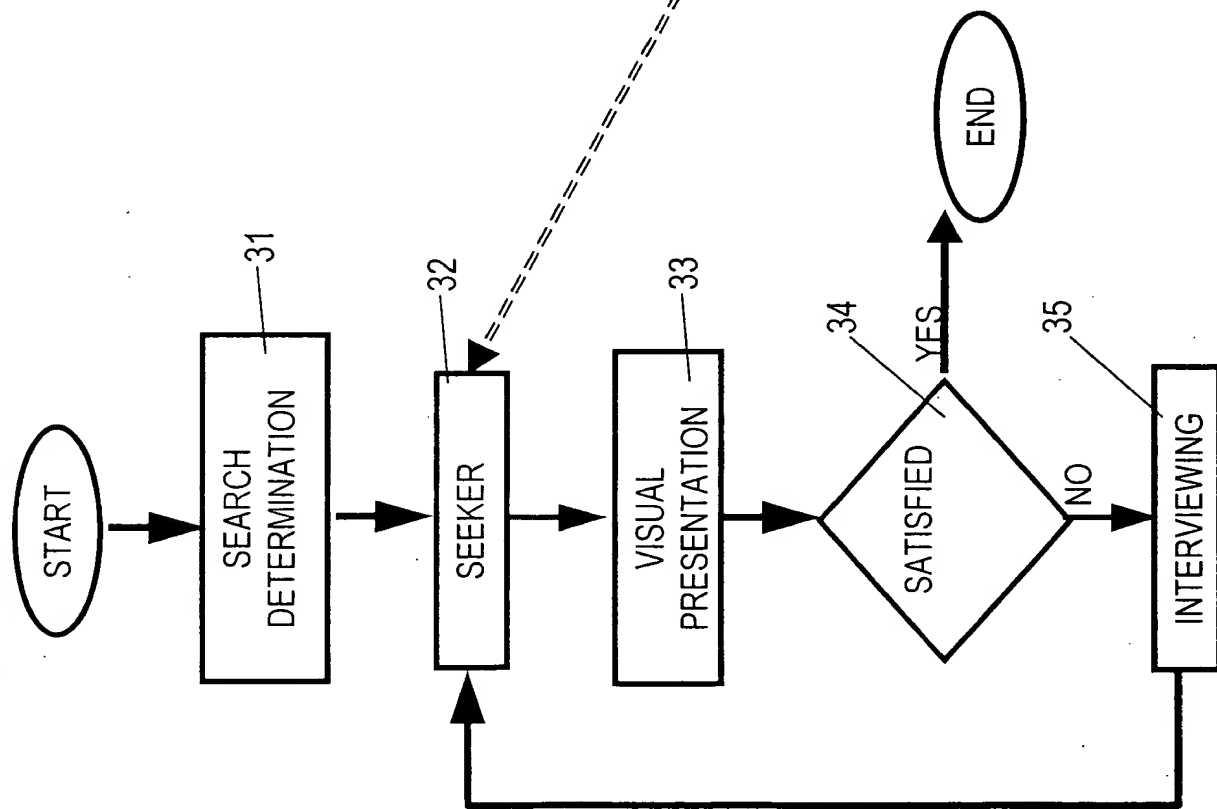 START
SEARCH
DETERMINATION
31
SEEKER
32
VISUAL
PRESENTATION
33
SATISFIED
34
YES
END
NO
INTERVIEWING
35